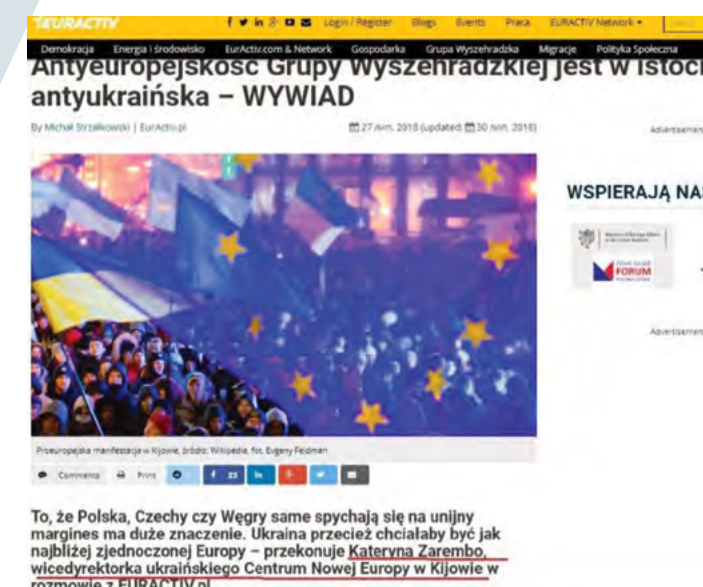 EURACTIV
Login / Register Blogs Events Praca EURACTIV Network
Demokracja Energia i środowisko EurActiv.com & Network Gospodarka Grupa Wyszehradzka Migracje Polityka Społeczna
Antyeuropejskość Grupy Wyszehradzkiej jest w istoci
antyukraińska – WYWIAD
By Michał Strzałkowski | EurActiv.pl
27 лип. 2018 (updated: 30 лип. 2018)
Advertisement
WSPIERAJĄ NAS
FORUM
Advertisement
Proeuropejska manifestacja w Kijowie, źródło: Wikipedia, fot. Evgeny Feldman
Comments Print
To, że Polska, Czechy czy Węgry same spychają się na unijny
margines ma duże znaczenie. Ukraina przecież chciałaby być jak
najbliżej zjednoczonej Europy – przekonuje Kateryna Zarembo,
wicedyrektorka ukraińskiego Centrum Nowej Europy w Kijowie w
rozmowie z EURACTIV.pl